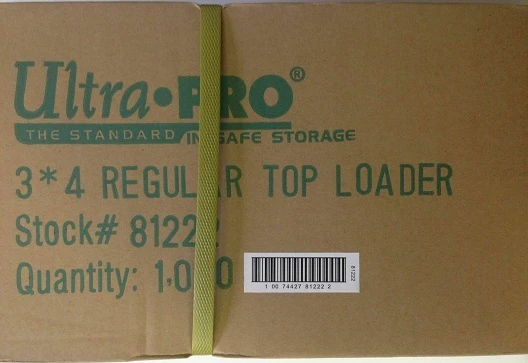 Ultra•PRO®
THE STANDARD IN SAFE STORAGE
3*4 REGULAR TOP LOADER
Stock# 81222
Quantity: 1,000
81222
1 00 74427 81222 2